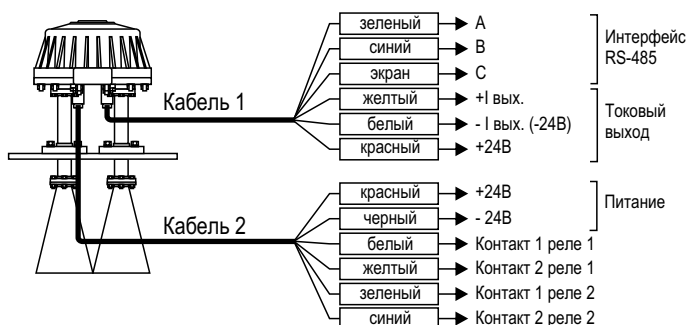 Кабель 1
зеленый A
синий B
экран C
Интерфейс
RS-485
желтый +I вых.
белый - I вых. (-24В)
красный +24В
Токовый
выход
Кабель 2
красный +24В
черный - 24В
Питание
белый Контакт 1 реле 1
желтый Контакт 2 реле 1
зеленый Контакт 1 реле 2
синий Контакт 2 реле 2